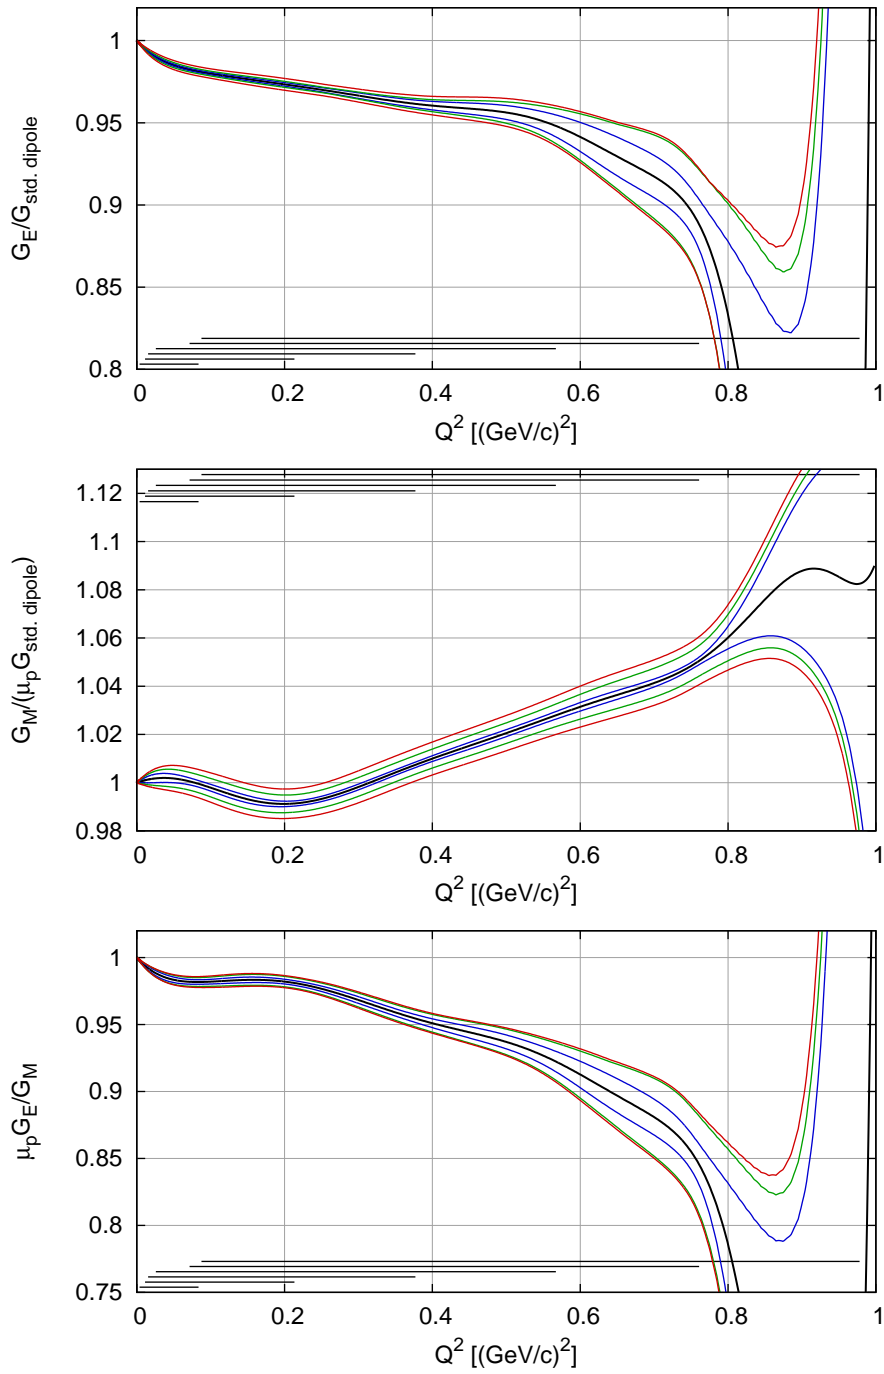 1
0.95
0.9
0.85
0.8
G_E/G_std. dipole
0 0.2 0.4 0.6 0.8 1
Q^2 [(GeV/c)^2]
1.12
1.1
1.08
1.06
1.04
1.02
1
0.98
G_M/(μ_pG_std. dipole)
0 0.2 0.4 0.6 0.8 1
Q^2 [(GeV/c)^2]
1
0.95
0.9
0.85
0.8
0.75
μ_pG_E/G_M
0 0.2 0.4 0.6 0.8 1
Q^2 [(GeV/c)^2]